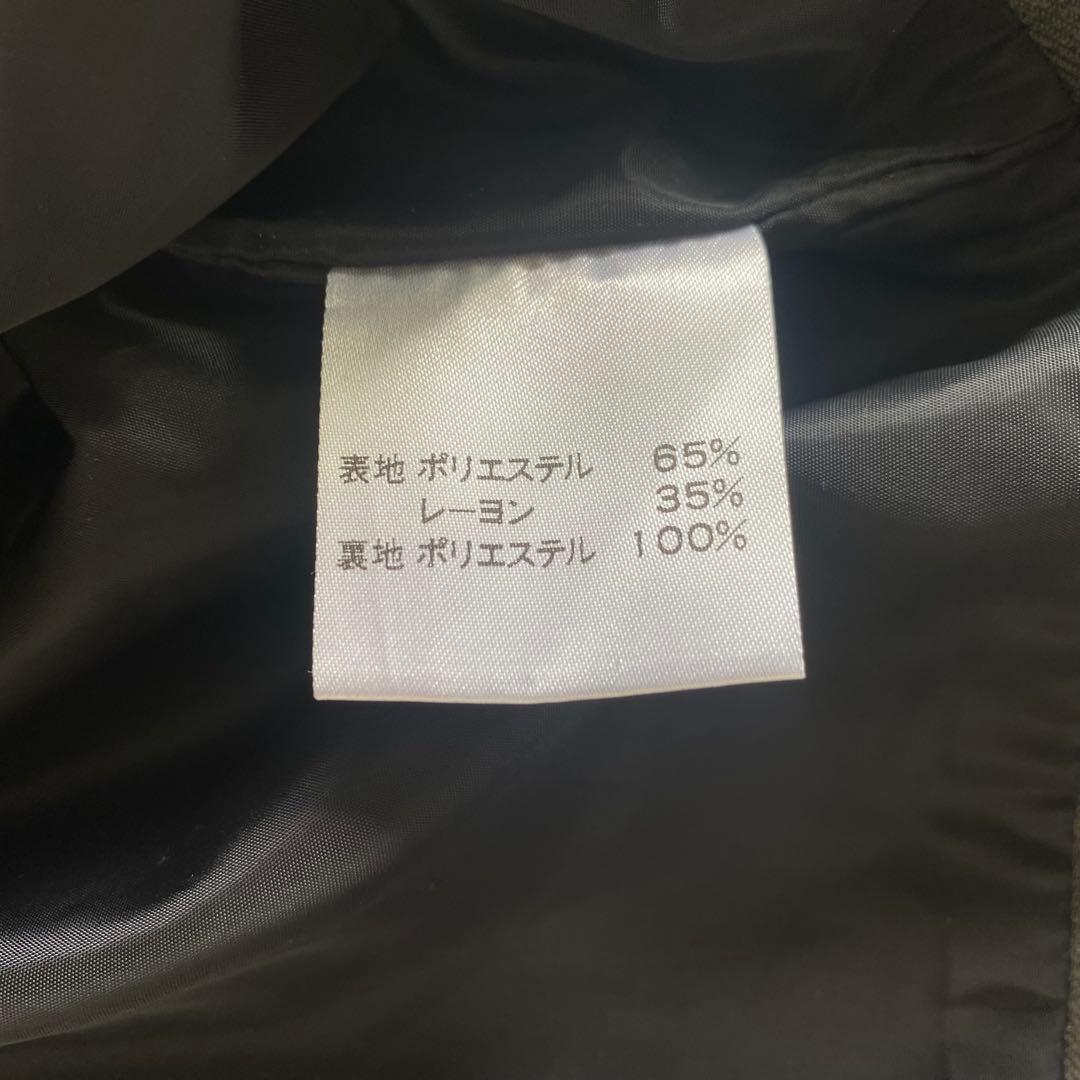 表地 ポリエステル 65%
レーヨン 35%
裏地 ポリエステル 100%